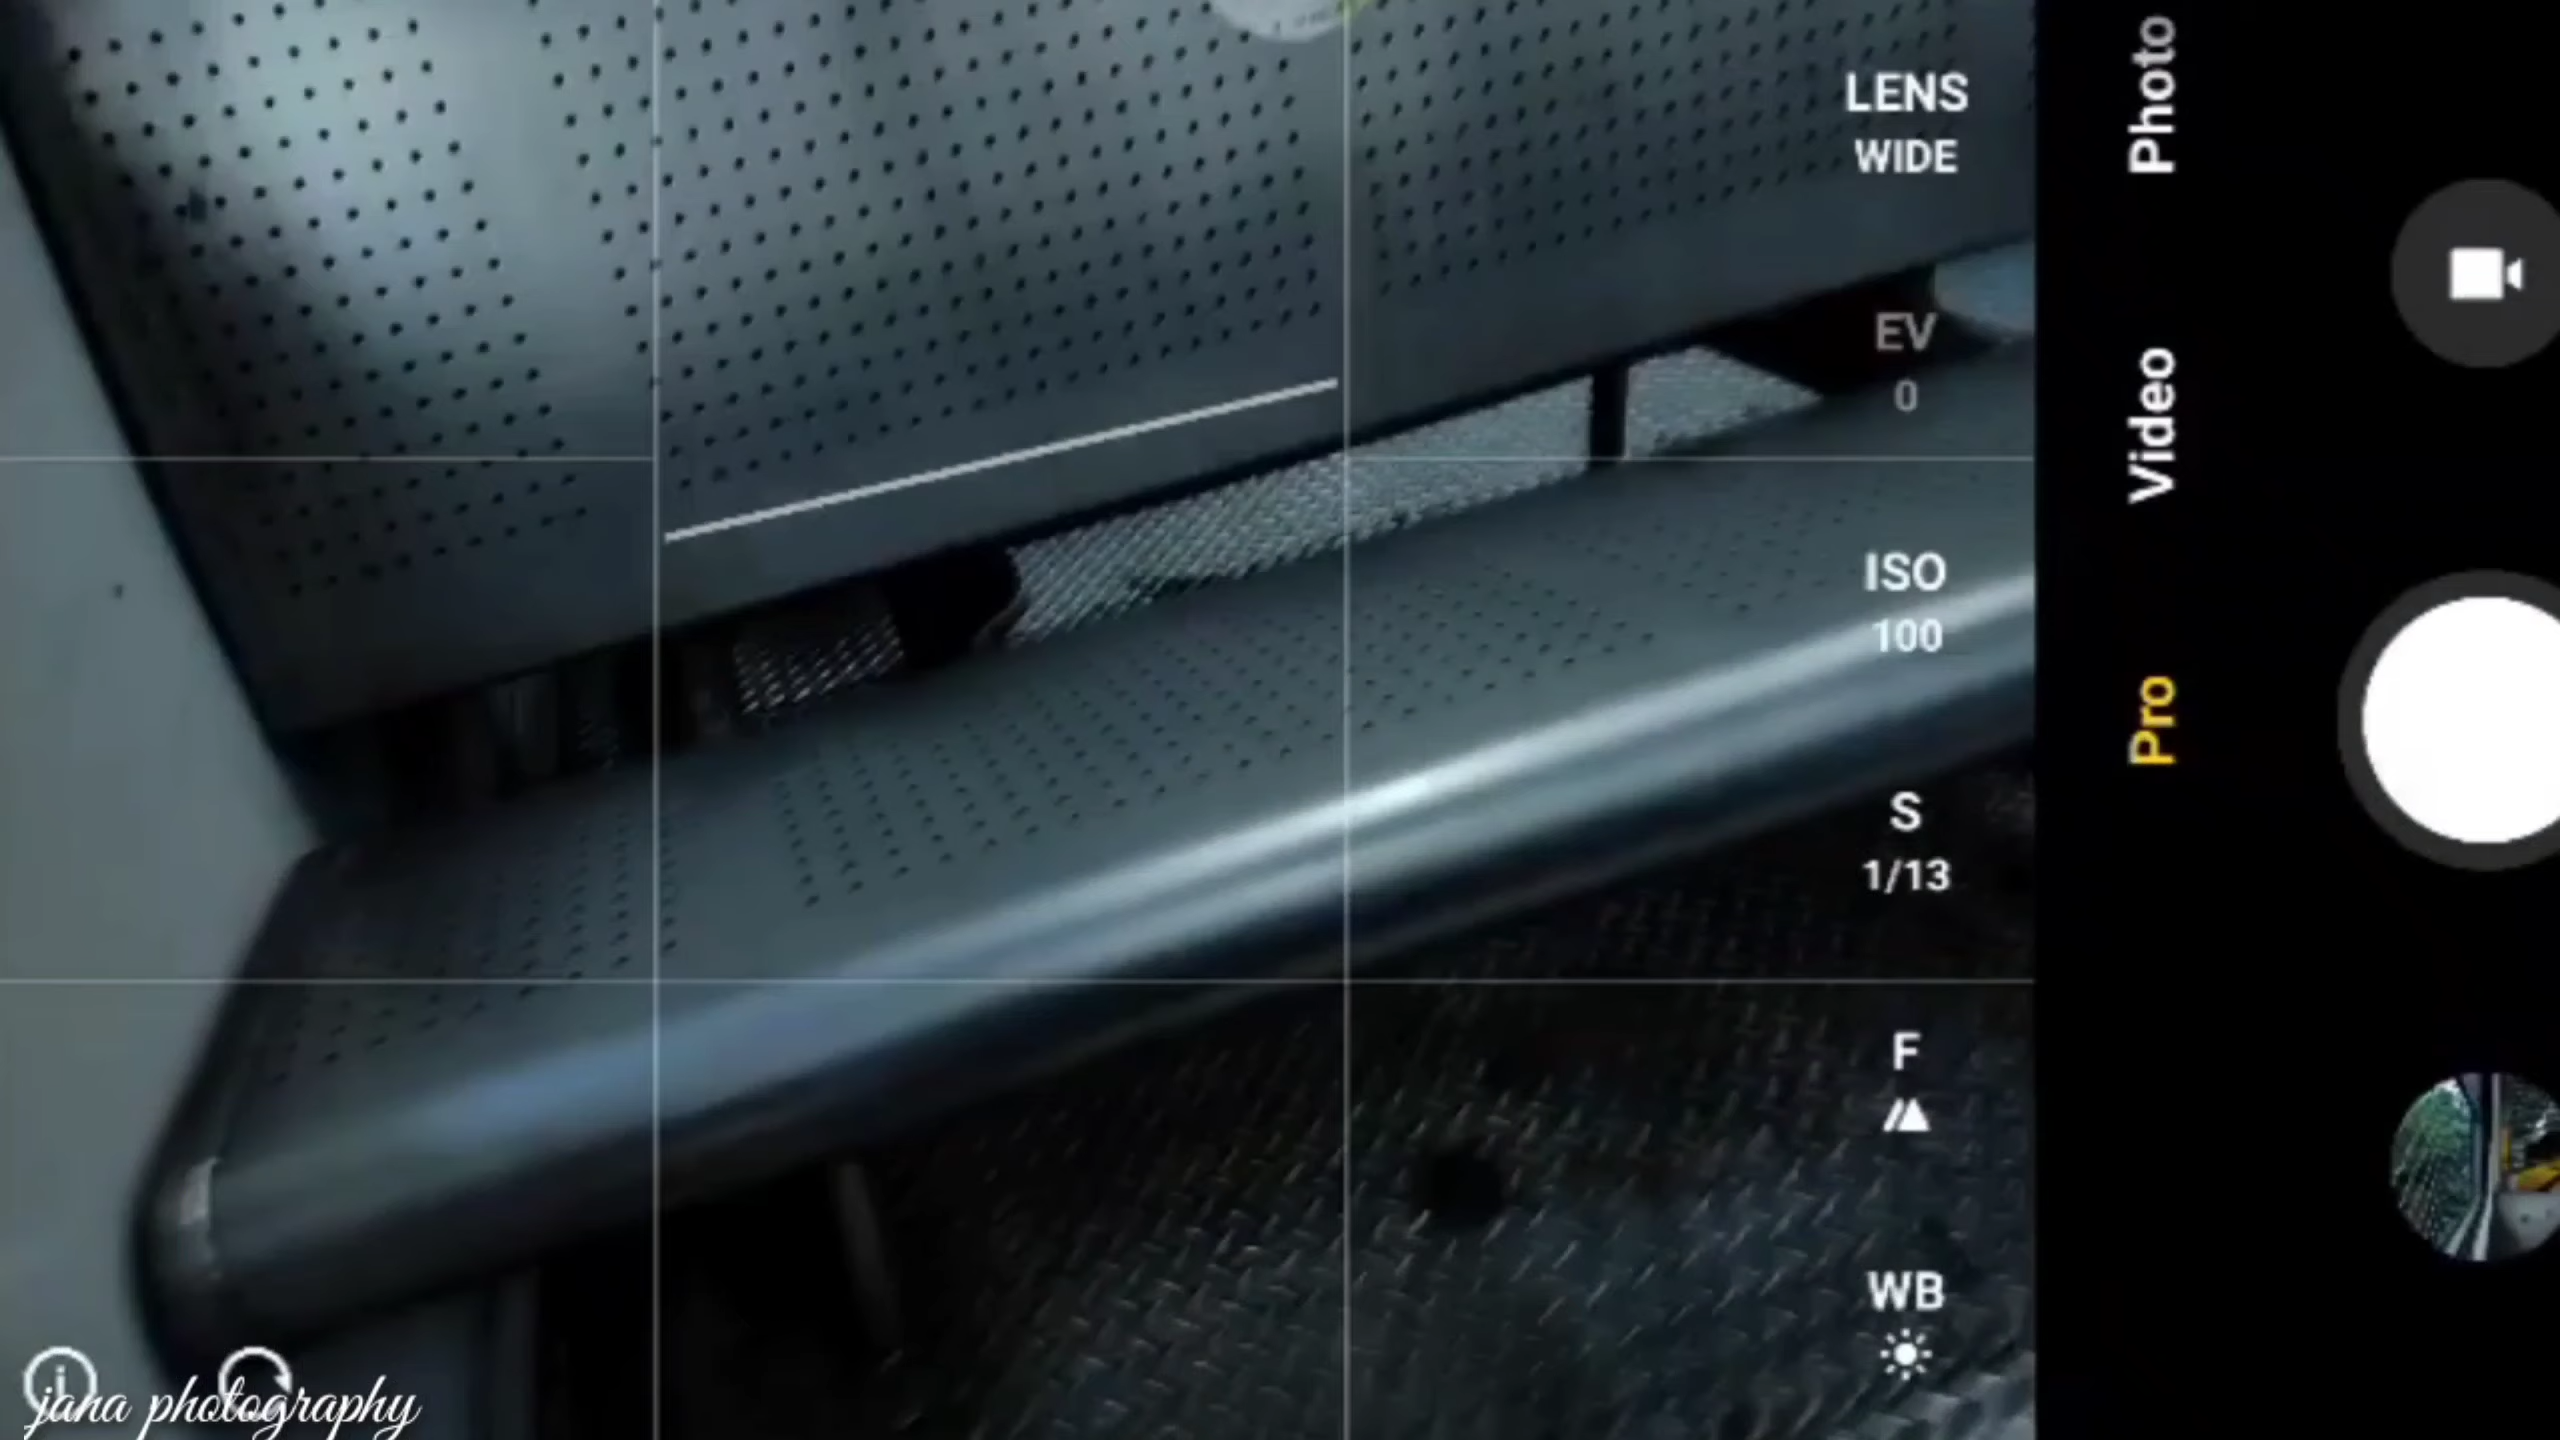 LENS
WIDE
EV
0
ISO
100
S
1/13
F
WB
Photo
Video
Pro
jana photography